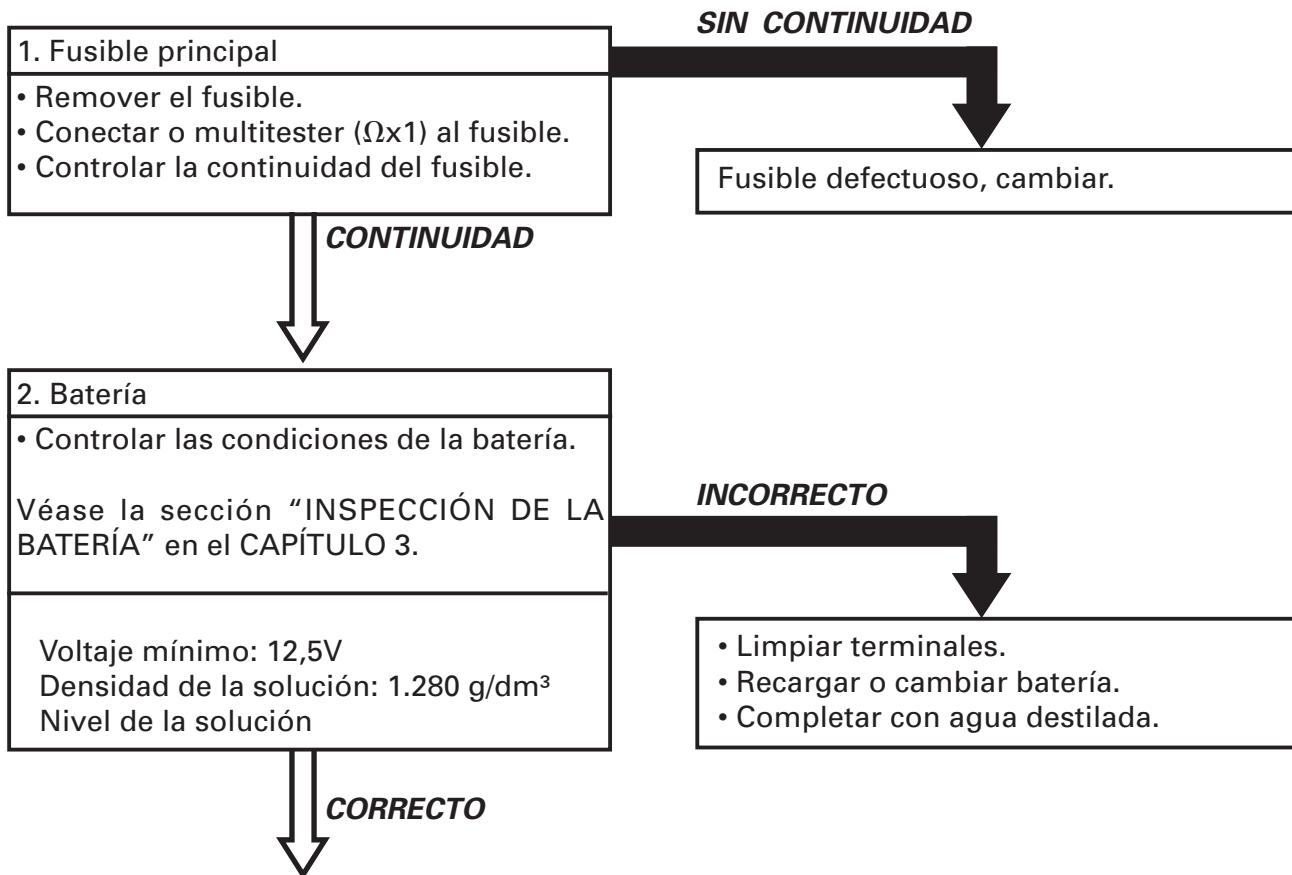 SIN CONTINUIDAD
1. Fusible principal
• Remover el fusible.
• Conectar o multitester (Ωx1) al fusible.
• Controlar la continuidad del fusible.
Fusible defectuoso, cambiar.
CONTINUIDAD
2. Batería
• Controlar las condiciones de la batería.
Véase la sección “INSPECCIÓN DE LA
BATERÍA” en el CAPÍTULO 3.
INCORRECTO
Voltaje mínimo: 12,5V
Densidad de la solución: 1.280 g/dm³
Nivel de la solución
• Limpiar terminales.
• Recargar o cambiar batería.
• Completar con agua destilada.
CORRECTO